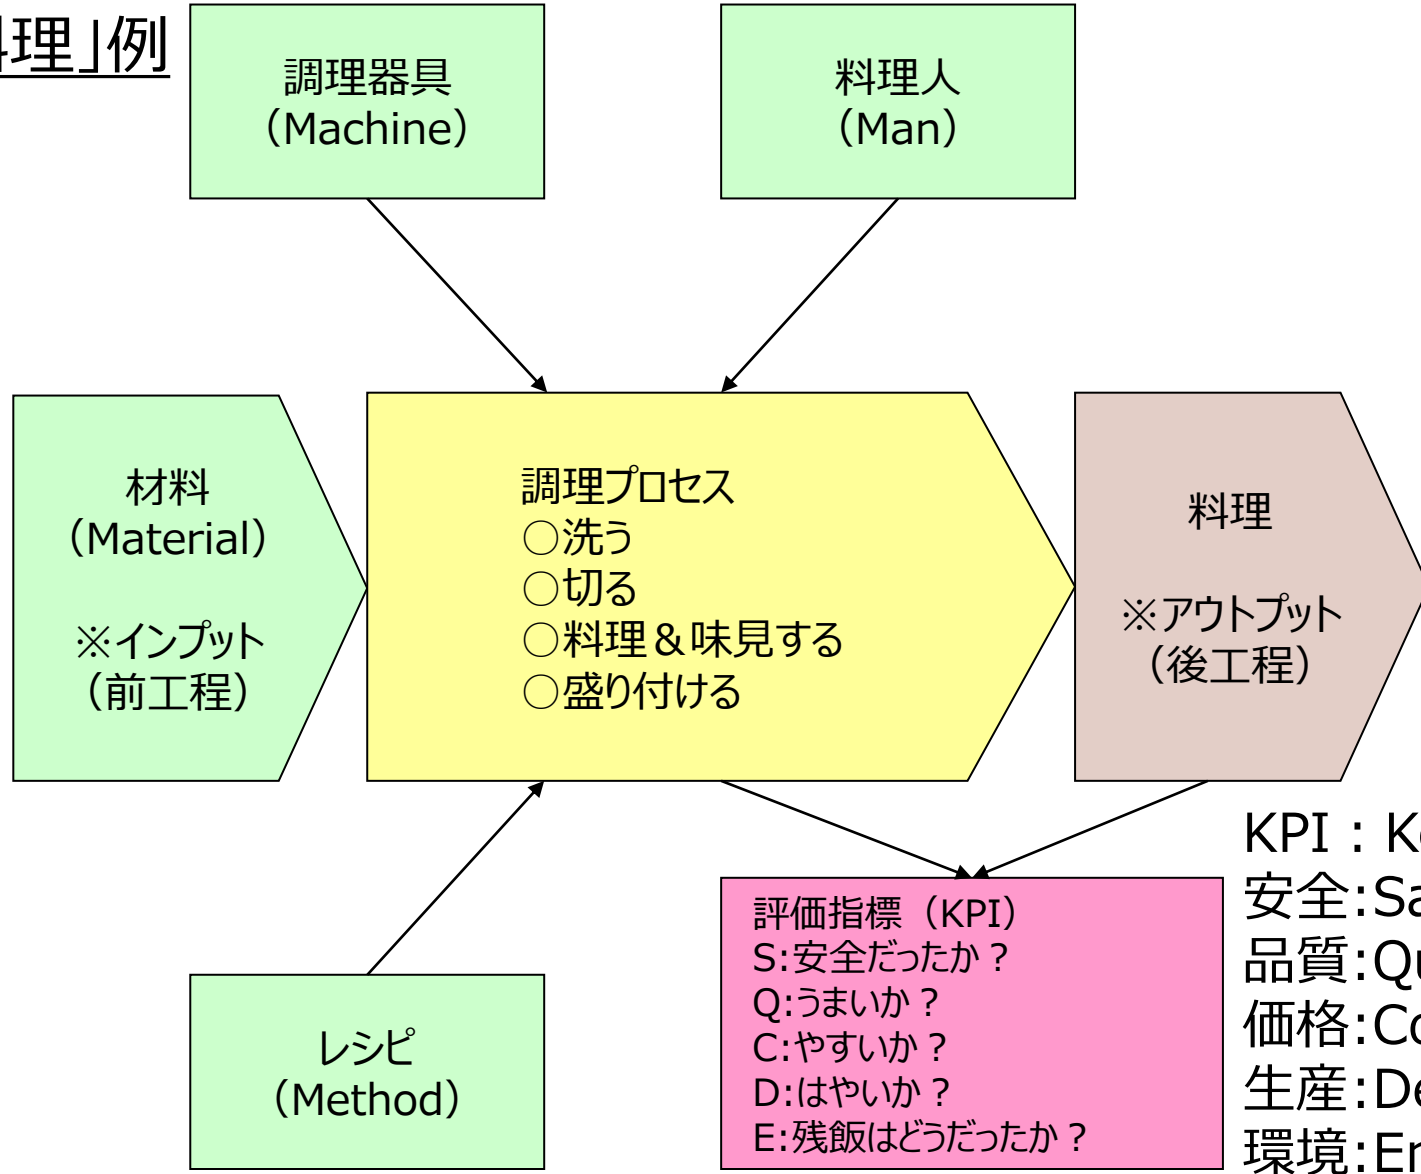 理」例
調理器具
（Machine）
料理人
（Man）
材料
（Material）
※インプット
（前工程）
調理プロセス
○洗う
○切る
○料理＆味見する
○盛り付ける
料理
※アウトプット
（後工程）
レシピ
（Method）
評価指標（KPI）
S:安全だったか？
Q:うまいか？
C:やすいか？
D:はやいか？
E:残飯はどうだったか？
KPI：K
安全:Sa
品質:Qu
価格:Co
生産:De
環境:En